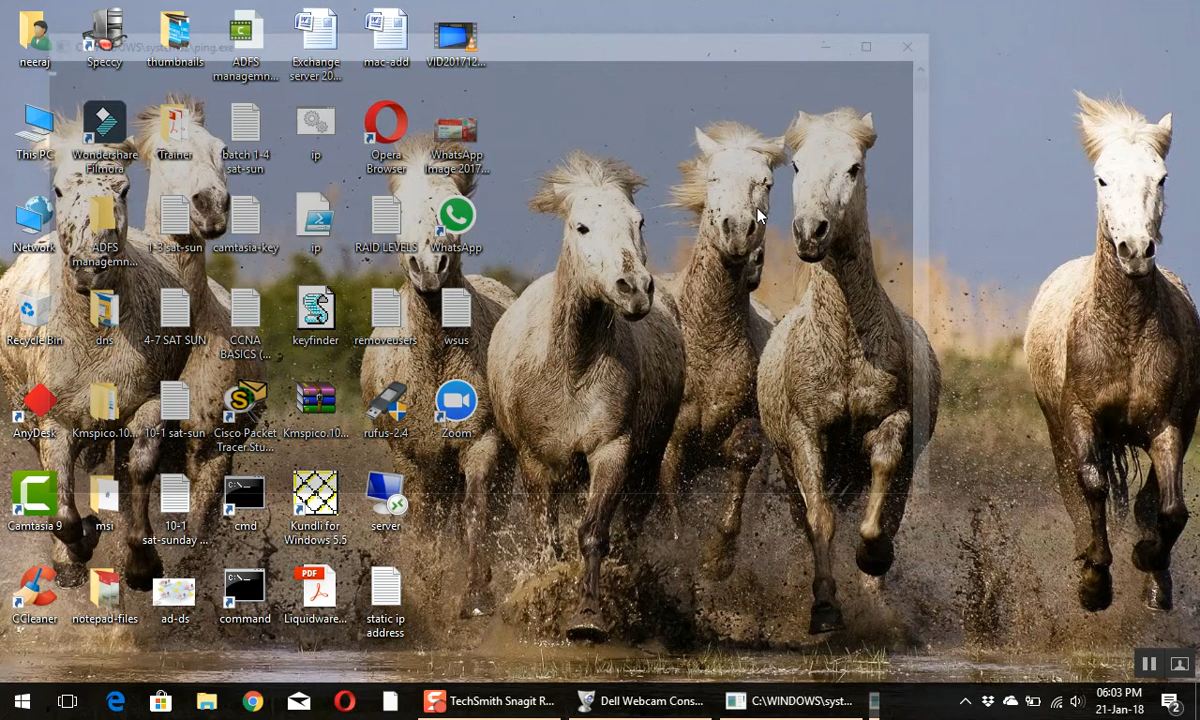 C:\WINDOWS\system32\ping.exe
neeraj
Speccy
thumbnails
ADFS
managemn...
Exchange
server 20...
mac-add
VID201712...
This PC
Wondershare
Filmora
Trainer
batch 1-4
sat-sun
ip
Opera
Browser
WhatsApp
Image 2017...
Network
ADFS
managemn...
1-3 sat-sun
camtasia-key
ip
RAID LEVELS
WhatsApp
Recycle Bin
dns
4-7 SAT SUN
CCNA
BASICS (...
keyfinder
removeusers
wsus
AnyDesk
Kmspico.10...
10-1 sat-sun
Cisco Packet
Tracer Stu...
Kmspico.10...
rufus-2.4
Zoom
Camtasia 9
msi
10-1
sat-sunday ...
cmd
Kundli for
Windows 5.5
server
CCleaner
notepad-files
ad-ds
command
PDF
Liquidware...
static ip
address
TechSmith Snagit R...
Dell Webcam Cons...
C:\WINDOWS\syst...
06:03 PM
21-Jan-18
2